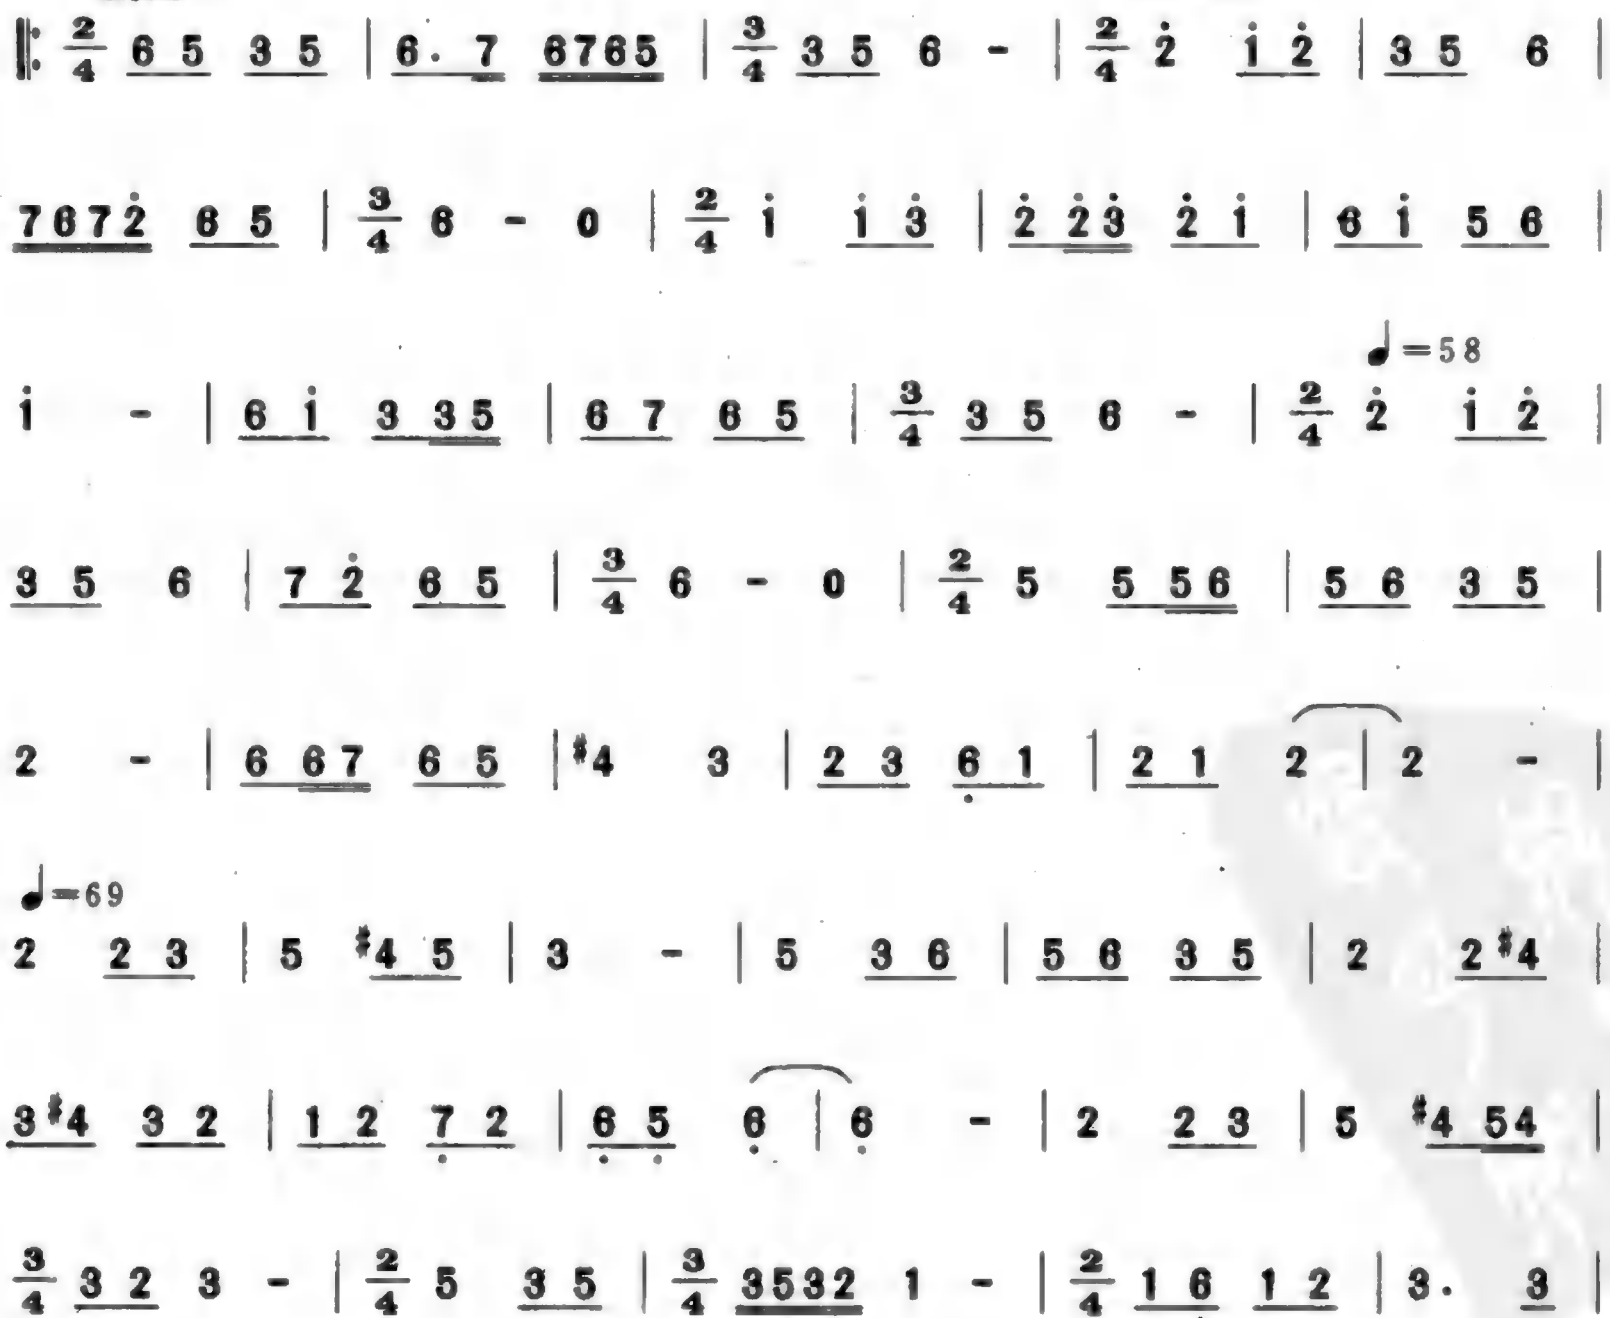 ‖: 2/4 6 5 3 5 | 6. 7 6765 | 3/4 3 5 6 - | 2/4 2̇ 1̇ 2̇ | 3 5 6 |
7672̇ 6 5 | 3/4 6 - 0 | 2/4 1̇ 1̇ 3̇ | 2̇ 2̇3̇ 2̇ 1̇ | 6 1̇ 5 6 |
♩=58
1̇ - | 6 1̇ 3 35 | 6 7 6 5 | 3/4 3 5 6 - | 2/4 2̇ 1̇ 2̇ |
3 5 6 | 7 2̇ 6 5 | 3/4 6 - 0 | 2/4 5 5 56 | 5 6 3 5 |
2 - | 6 67 6 5 | #4 3 | 2 3 6̣ 1 | 2 1 2 | 2 - |
♩=69
2 2 3 | 5 #4 5 | 3 - | 5 3 6 | 5 6 3 5 | 2 2 #4 |
3 #4 3 2 | 1 2 7̣ 2 | 6̣ 5̣ 6̣ | 6̣ - | 2 2 3 | 5 #4 54 |
3/4 3 2 3 - | 2/4 5 3 5 | 3/4 3532 1 - | 2/4 1 6̣ 1 2 | 3. 3 |